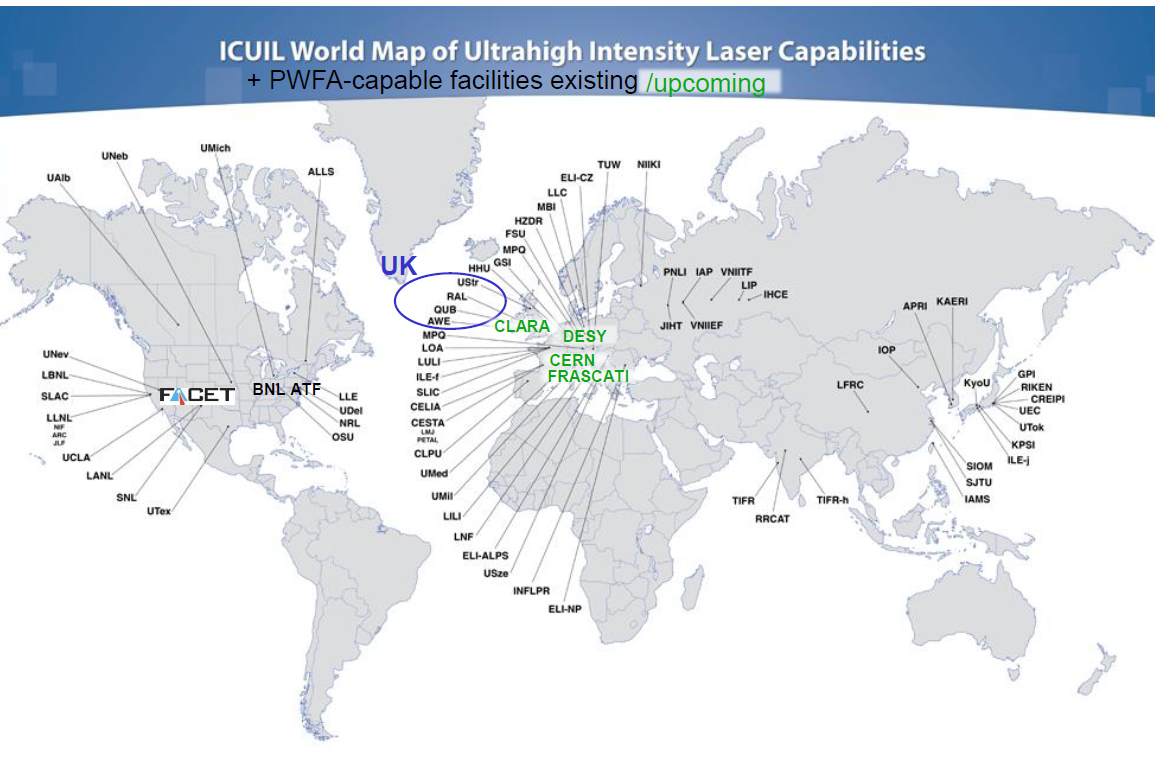 ICUIL World Map of Ultrahigh Intensity Laser Capabilities
+ PWFA-capable facilities existing /upcoming
UNeb
UMich
UAlb
ALLS
TUW
NIIKI
ELI-CZ
LLC
MBI
HZDR
FSU
MPQ
GSI
HHU
UK
UStr
RAL
QUB
AWE
CLARA
MPQ
DESY
LOA
CERN
LULI
FRASCATI
ILE-f
SLIC
CELIA
CESTA
LMJ
PETAL
CLPU
UMed
UMil
LILI
LNF
ELI-ALPS
USze
INFLPR
ELI-NP
UNev
LBNL
SLAC
LLNL
NIF
ARC
JLF
UCLA
LANL
SNL
UTex
FACET
BNL ATF
LLE
UDel
NRL
OSU
PNLI
IAP
VNIITF
LIP
IHCE
JIHT
VNIIEF
APRI
KAERI
IOP
LFRC
KyoU
GPI
RIKEN
CREIPI
UEC
UTok
KPSI
ILE-j
SIOM
SJTU
IAMS
TIFR
RRCAT
TIFR-h